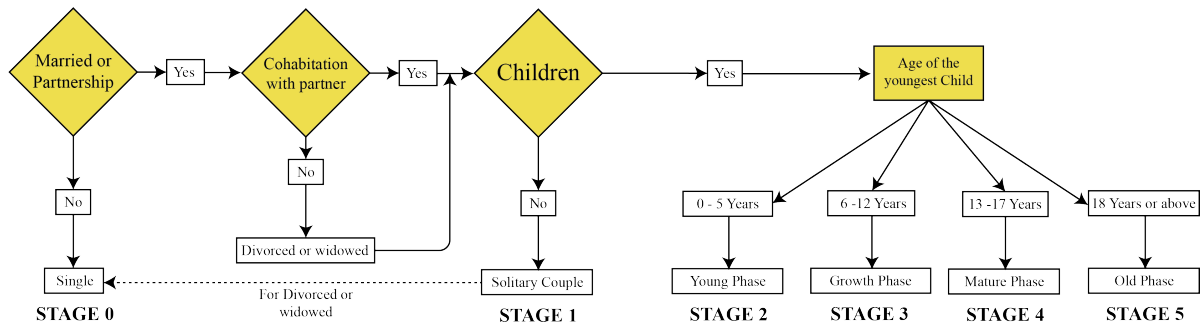 Married or
Partnership
Yes
Cohabitation
with partner
Yes
Children
Yes
Age of the
youngest Child
No
No
No
0 - 5 Years
6 -12 Years
13 -17 Years
18 Years or above
Divorced or widowed
Single
For Divorced or
widowed
Solitary Couple
Young Phase
Growth Phase
Mature Phase
Old Phase
STAGE 0
STAGE 1
STAGE 2
STAGE 3
STAGE 4
STAGE 5